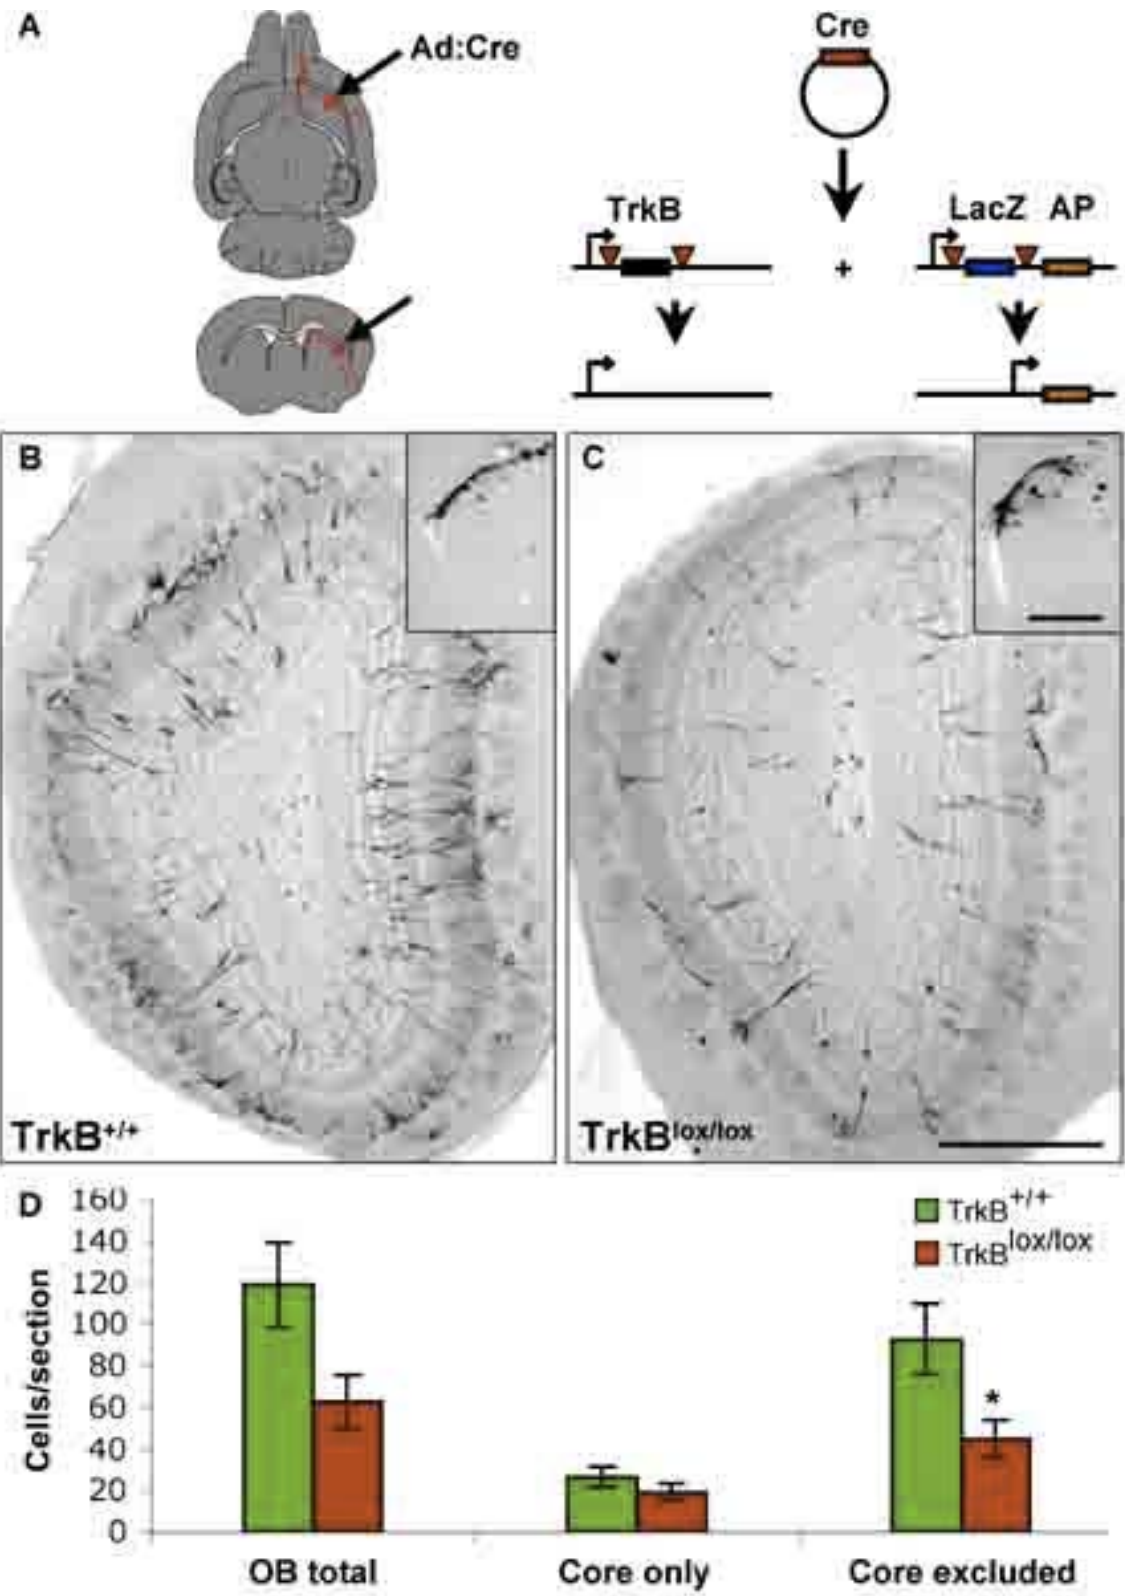 A
Ad:Cre
Cre
TrkB
LacZ AP
+
B
C
TrkB+/+
TrkBlox/lox
D
TrkB+/+
TrkBlox/lox
Cells/section
160
140
120
100
80
60
40
20
0
*
OB total
Core only
Core excluded